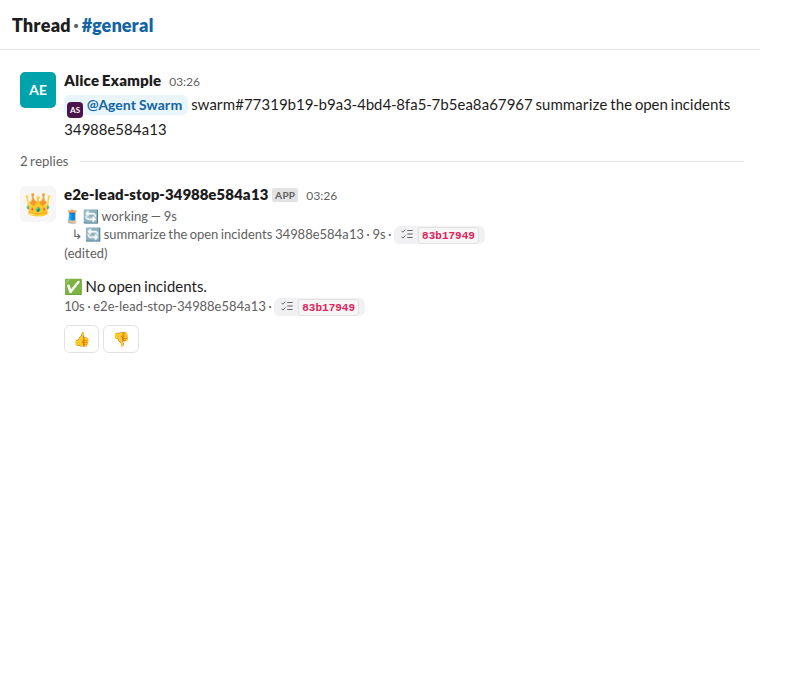 Thread • #general
AE
Alice Example 03:26
AS @Agent Swarm swarm#77319b19-b9a3-4bd4-8fa5-7b5ea8a67967 summarize the open incidents
34988e584a13
2 replies
e2e-lead-stop-34988e584a13 APP 03:26
🧵 🔄 working — 9s
↳ 🔄 summarize the open incidents 34988e584a13 · 9s · 83b17949
(edited)
✅ No open incidents.
10s · e2e-lead-stop-34988e584a13 · 83b17949
👍 👎